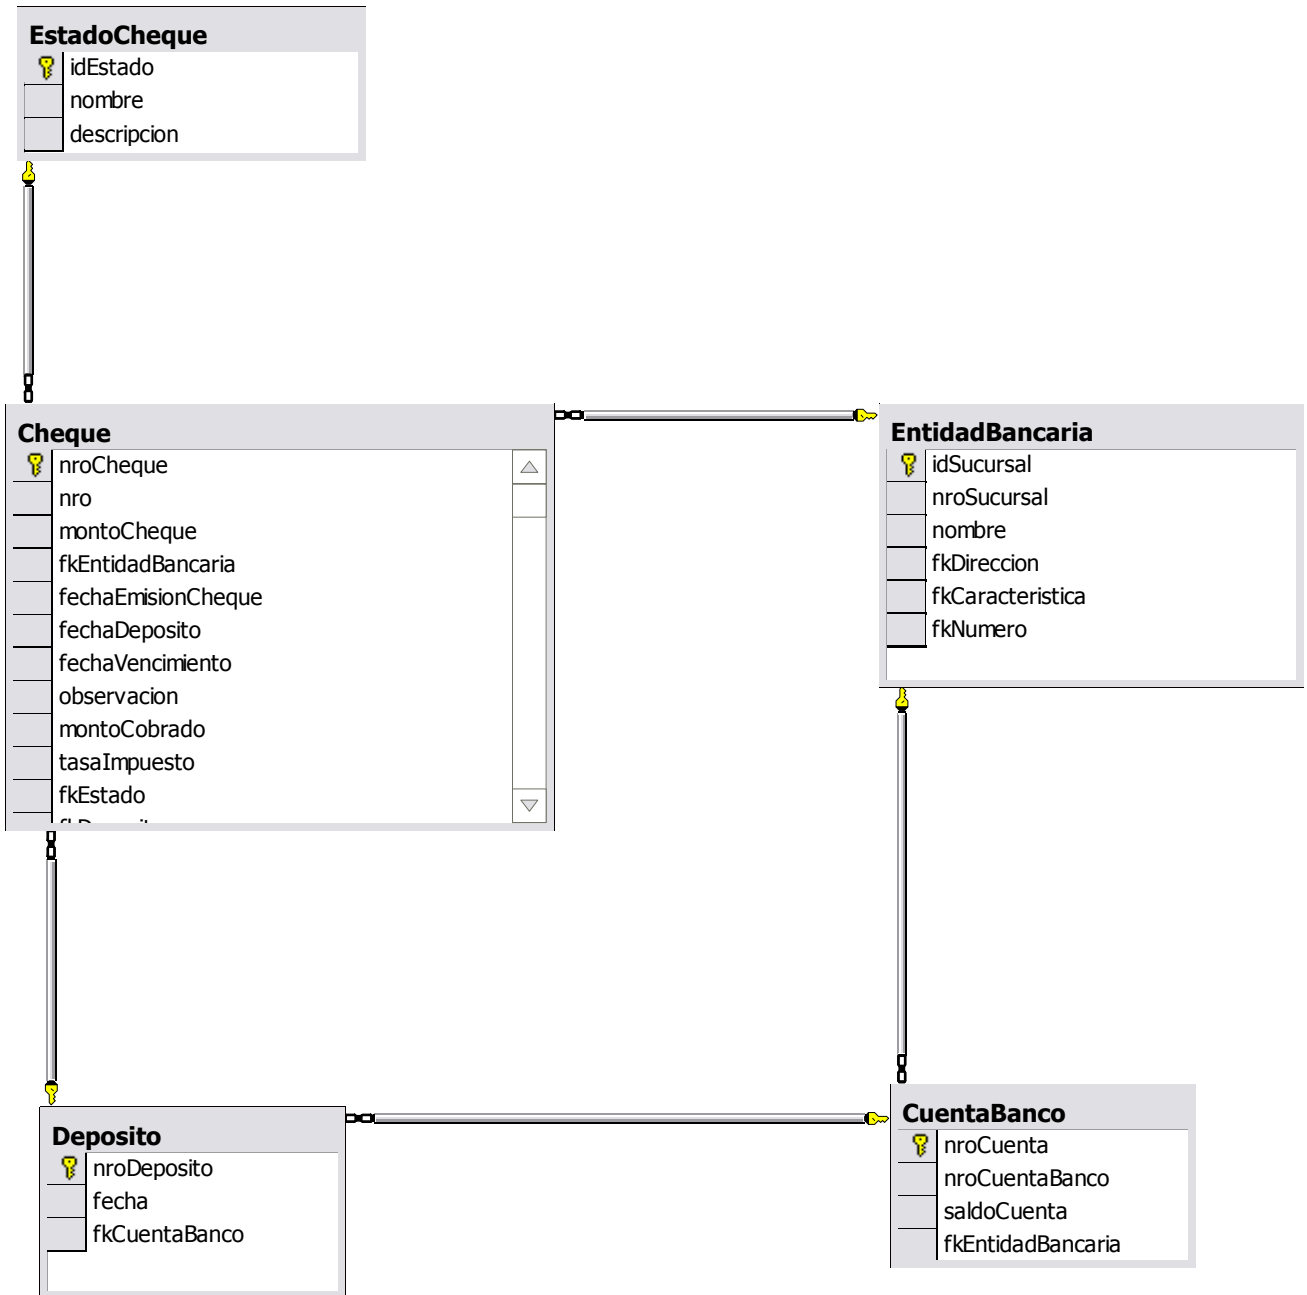 EstadoCheque
idEstado
nombre
descripcion
Cheque
nroCheque
nro
montoCheque
fkEntidadBancaria
fechaEmisionCheque
fechaDeposito
fechaVencimiento
observacion
montoCobrado
tasaImpuesto
fkEstado
EntidadBancaria
idSucursal
nroSucursal
nombre
fkDireccion
fkCaracteristica
fkNumero
Deposito
nroDeposito
fecha
fkCuentaBanco
CuentaBanco
nroCuenta
nroCuentaBanco
saldoCuenta
fkEntidadBancaria